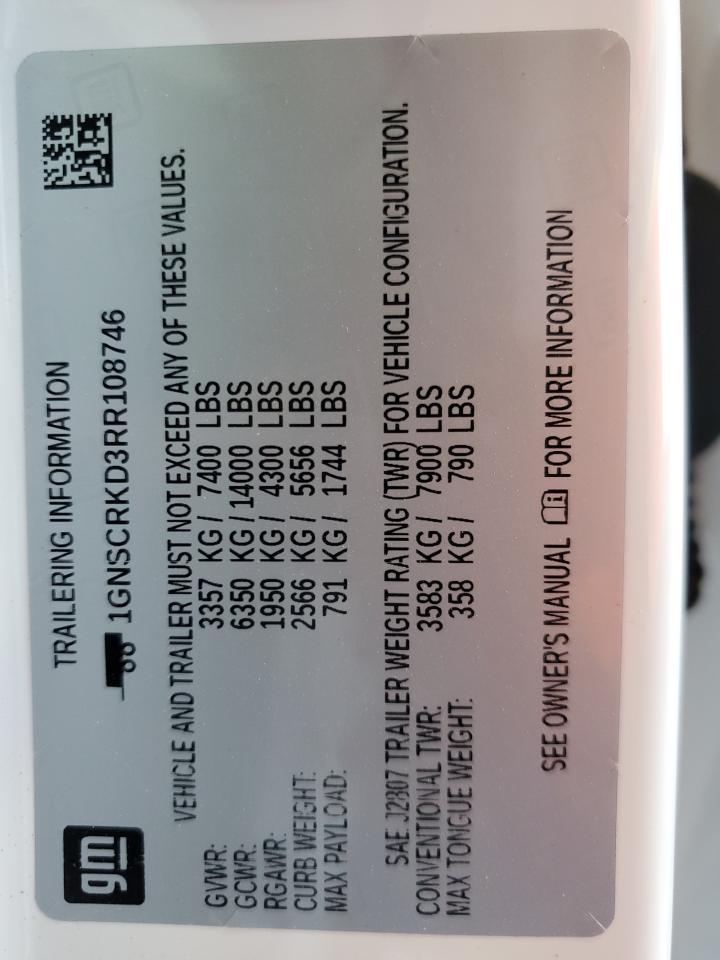 gm
TRAILERING INFORMATION
1GNSCRKD3RR108746
VEHICLE AND TRAILER MUST NOT EXCEED ANY OF THESE VALUES.
GVWR: 3357 KG / 7400 LBS
GCWR: 6350 KG / 14000 LBS
RGAWR: 1950 KG / 4300 LBS
CURB WEIGHT: 2566 KG / 5656 LBS
MAX PAYLOAD: 791 KG / 1744 LBS
SAE J2807 TRAILER WEIGHT RATING (TWR) FOR VEHICLE CONFIGURATION.
CONVENTIONAL TWR: 3583 KG / 7900 LBS
MAX TONGUE WEIGHT: 358 KG / 790 LBS
SEE OWNER'S MANUAL FOR MORE INFORMATION